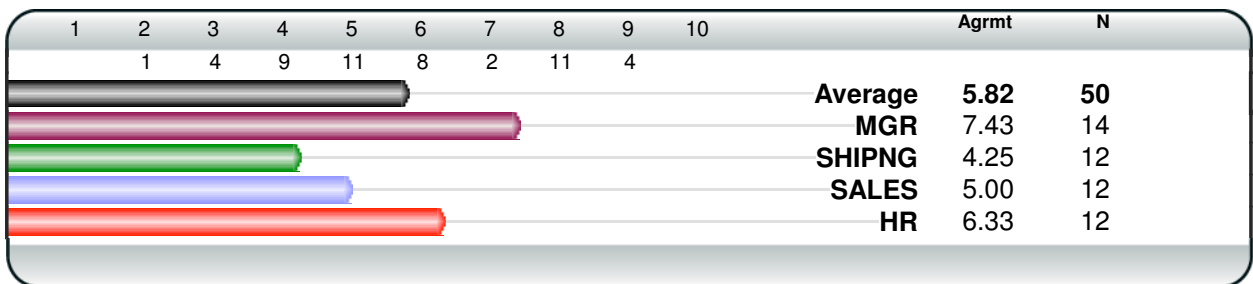 1 2 3 4 5 6 7 8 9 10 Agrmt N
1 4 9 11 8 2 11 4
Average 5.82 50
MGR 7.43 14
SHIPNG 4.25 12
SALES 5.00 12
HR 6.33 12